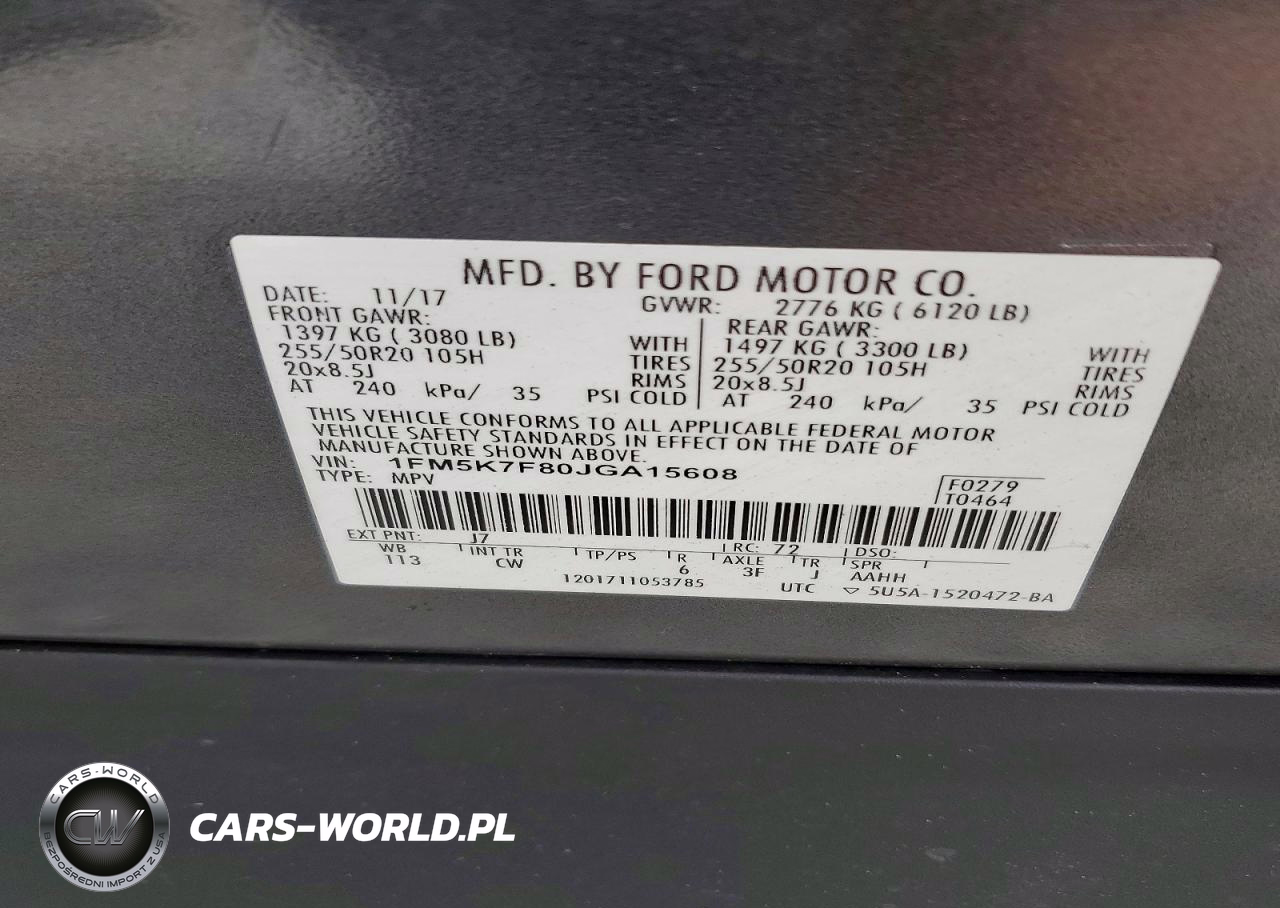 MFD. BY FORD MOTOR CO.
DATE: 11/17 GVWR: 2776 KG ( 6120 LB)
FRONT GAWR: REAR GAWR:
1397 KG ( 3080 LB) WITH 1497 KG ( 3300 LB) WITH
255/50R20 105H TIRES 255/50R20 105H TIRES
20x8.5J RIMS 20x8.5J RIMS
AT 240 kPa/ 35 PSI COLD AT 240 kPa/ 35 PSI COLD
THIS VEHICLE CONFORMS TO ALL APPLICABLE FEDERAL MOTOR
VEHICLE SAFETY STANDARDS IN EFFECT ON THE DATE OF
MANUFACTURE SHOWN ABOVE.
VIN: 1FM5K7F80JGA15608
TYPE: MPV
F0279
T0464
EXT PNT: J7 RC: 72 DSO:
WB INT TR TP/PS R AXLE TR SPR
113 CW 6 3F J AAHH
1201711053785 UTC ▽ 5U5A-1520472-BA
CARS-WORLD
CW
BEZPOŚREDNI IMPORT Z USA
CARS-WORLD.PL